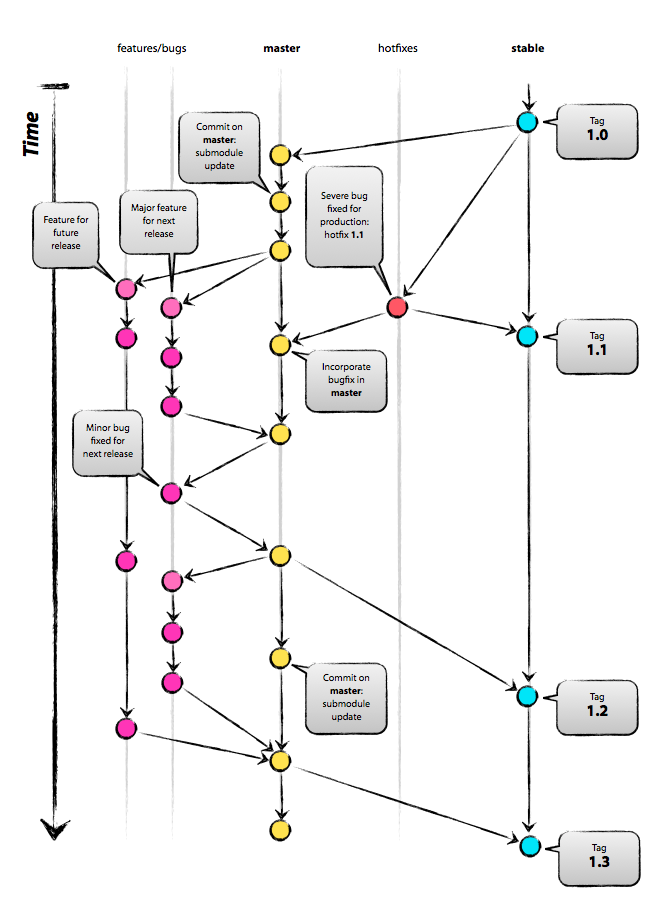 features/bugs
master
hotfixes
stable
Time
Tag
1.0
Commit on
master:
submodule
update
Severe bug
fixed for
production:
hotfix 1.1
Major feature
for next
release
Feature for
future
release
Tag
1.1
Incorporate
bugfix in
master
Minor bug
fixed for
next release
Commit on
master:
submodule
update
Tag
1.2
Tag
1.3